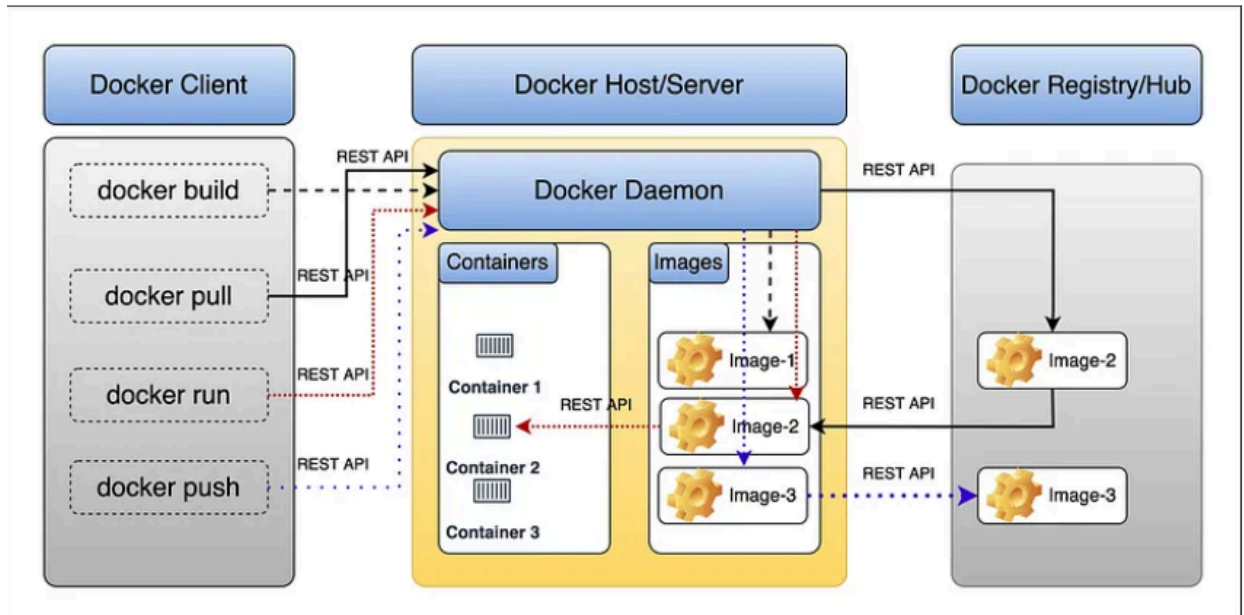 Docker Client
Docker Host/Server
Docker Registry/Hub
docker build
docker pull
docker run
docker push
REST API
REST API
REST API
REST API
Docker Daemon
Containers
Container 1
Container 2
Container 3
REST API
Images
Image-1
Image-2
Image-3
REST API
REST API
REST API
Image-2
Image-3